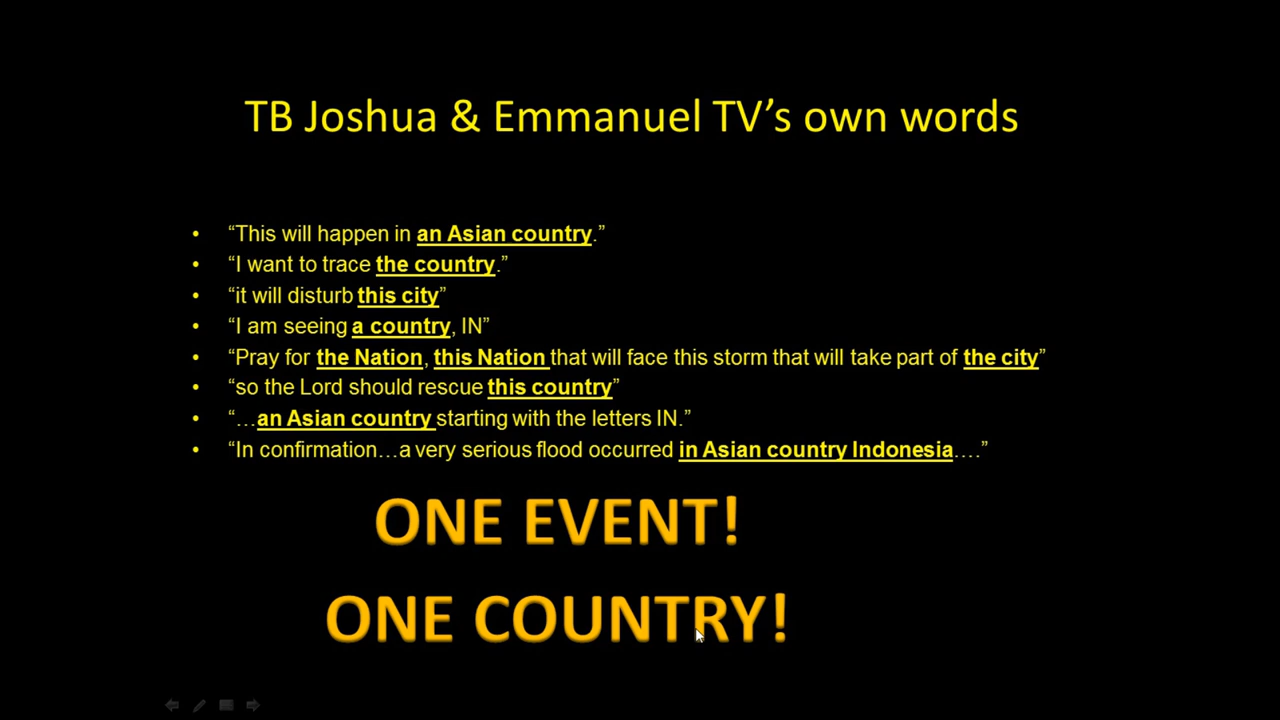 TB Joshua & Emmanuel TV’s own words
• “This will happen in an Asian country.”
• “I want to trace the country.”
• “it will disturb this city”
• “I am seeing a country, IN”
• “Pray for the Nation, this Nation that will face this storm that will take part of the city”
• “so the Lord should rescue this country”
• “…an Asian country starting with the letters IN.”
• “In confirmation…a very serious flood occurred in Asian country Indonesia….”
ONE EVENT!
ONE COUNTRY!